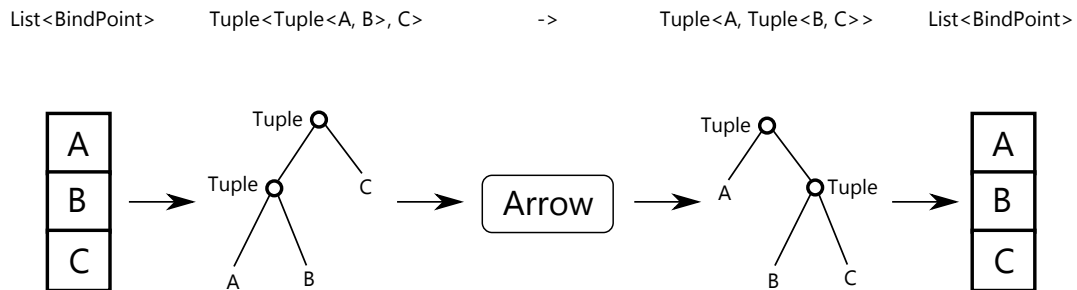 List<BindPoint> Tuple<Tuple<A, B>, C> -> Tuple<A, Tuple<B, C>> List<BindPoint>
A
B
C
Tuple
Tuple
C
A
B
Arrow
Tuple
A
Tuple
B
C
A
B
C